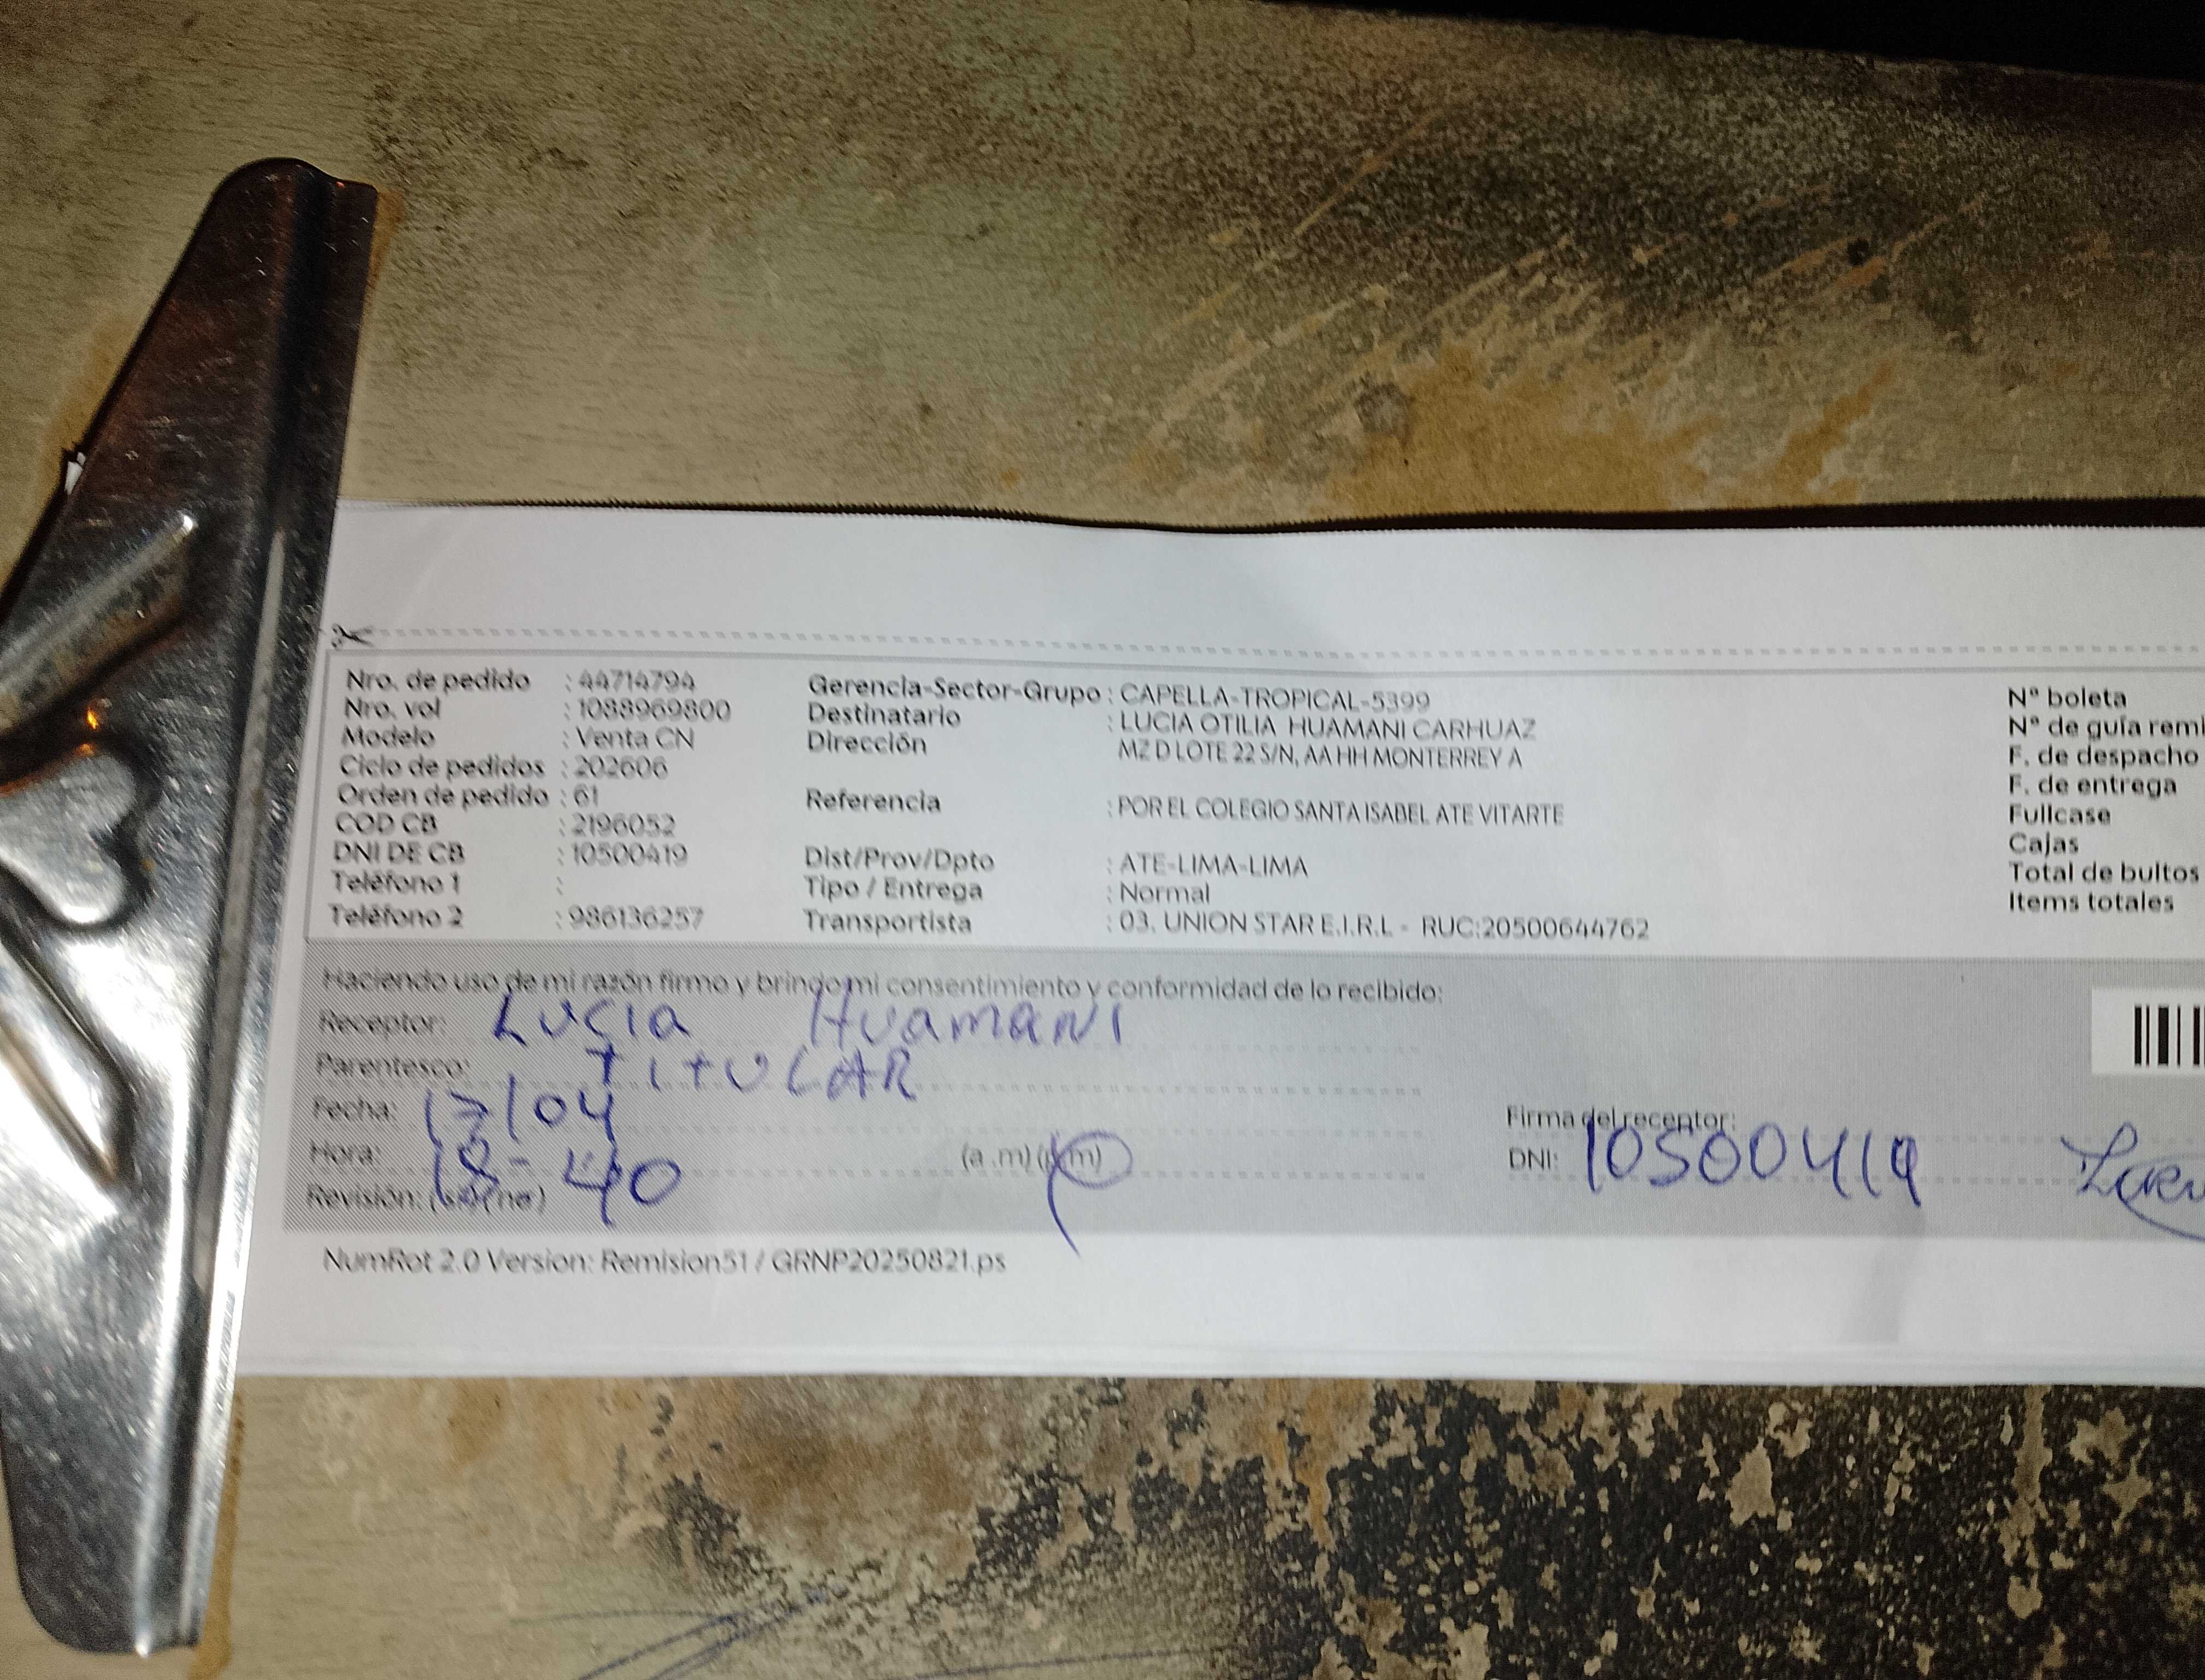 Nro. de pedido : 44714794
Nro. vol : 1088969800
Modelo : Venta CN
Ciclo de pedidos : 202606
Orden de pedido : 61
COD CB : 2196052
DNI DE CB : 10500419
Teléfono 1 :
Teléfono 2 : 986136257
Gerencia-Sector-Grupo : CAPELLA-TROPICAL-5399
Destinatario : LUCIA OTILIA HUAMANI CARHUAZ
Dirección MZ D LOTE 22 S/N, AA HH MONTERREY A
Referencia : POR EL COLEGIO SANTA ISABEL ATE VITARTE
Dist/Prov/Dpto : ATE-LIMA-LIMA
Tipo / Entrega : Normal
Transportista : 03. UNION STAR E.I.R.L - RUC:20500644762
N° boleta
N° de guía remi
F. de despacho
F. de entrega
Fullcase
Cajas
Total de bultos
Items totales
Haciendo uso de mi razón firmo y brindo mi consentimiento y conformidad de lo recibido:
Receptor: Lucia Huamani
Parentesco: TITULAR
Fecha: 17/04
Hora: 18-40 (a .m) (p.m)
Revisión: (si) (no)
Firma del receptor:
DNI: 10500419
NumRot 2.0 Version: Remision51 / GRNP20250821.ps